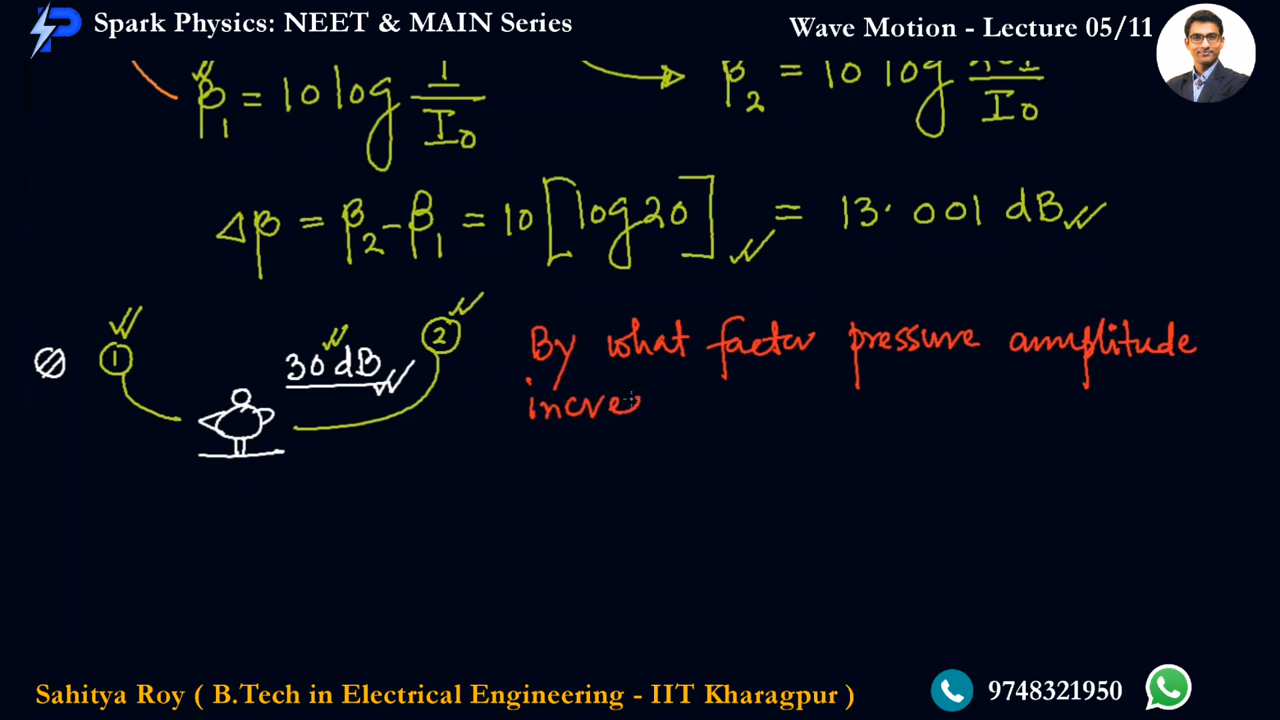 Spark Physics: NEET & MAIN Series
Wave Motion - Lecture 05/11
β₁ = 10 log I/I₀
β₂ = 10 log 20I/I₀
Δβ = β₂ - β₁ = 10 [log 20] = 13.001 dB
① 30 dB ②
By what factor pressure amplitude
incre
Sahitya Roy ( B.Tech in Electrical Engineering - IIT Kharagpur )
9748321950